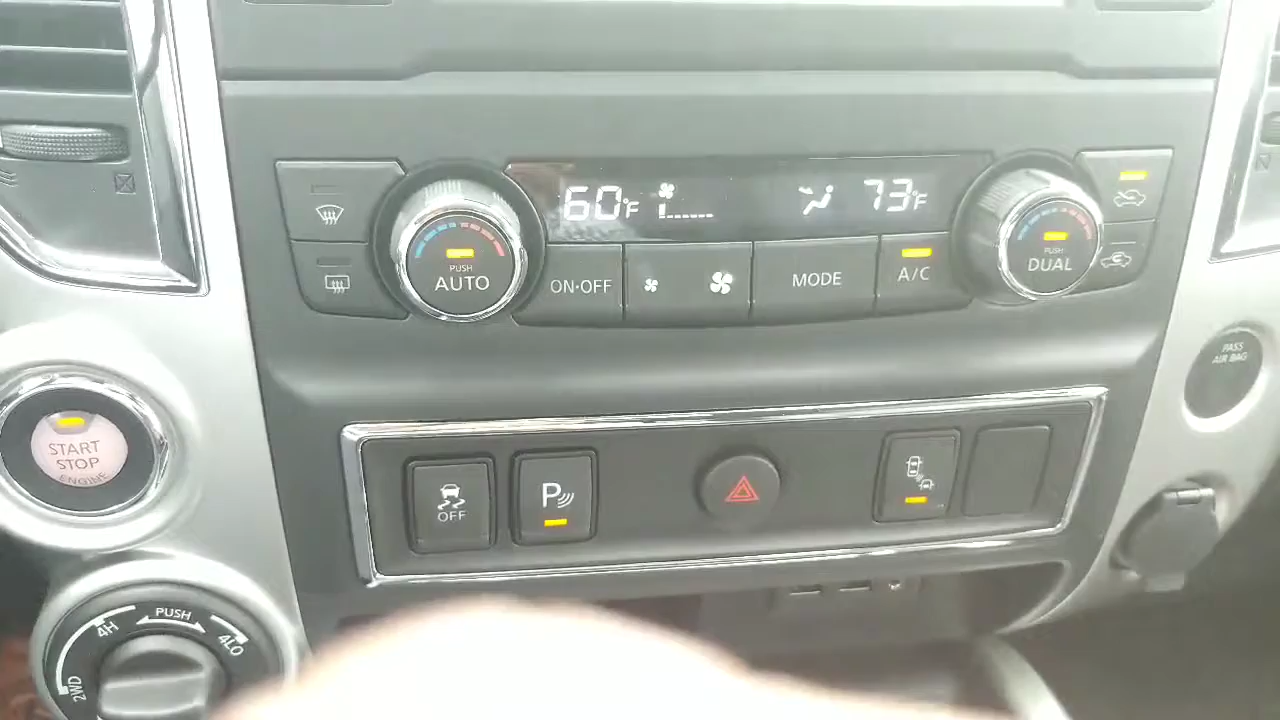 60°F
73°F
PUSH
AUTO
ON•OFF
MODE
A/C
PUSH
DUAL
PASS
AIR BAG
START
STOP
ENGINE
OFF
P
PUSH
4H
4LO
2WD